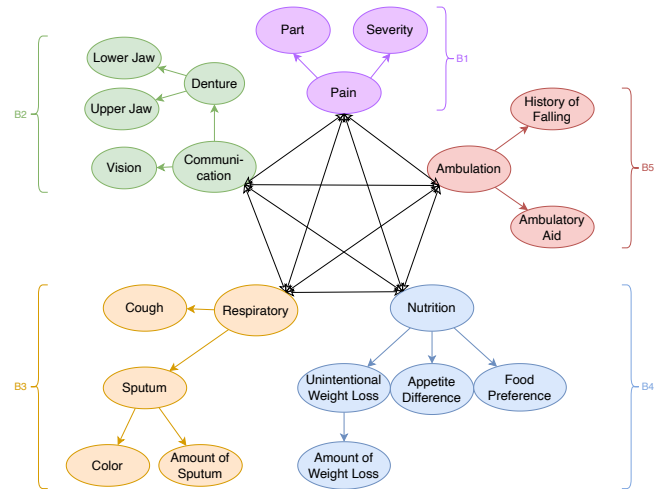 Part
Severity
B1
Pain
Lower Jaw
Denture
Upper Jaw
B2
Vision
Communi-
cation
History of
Falling
Ambulation
B5
Ambulatory
Aid
Cough
Respiratory
B3
Sputum
Color
Amount of
Sputum
Nutrition
Unintentional
Weight Loss
Appetite
Difference
Food
Preference
B4
Amount of
Weight Loss